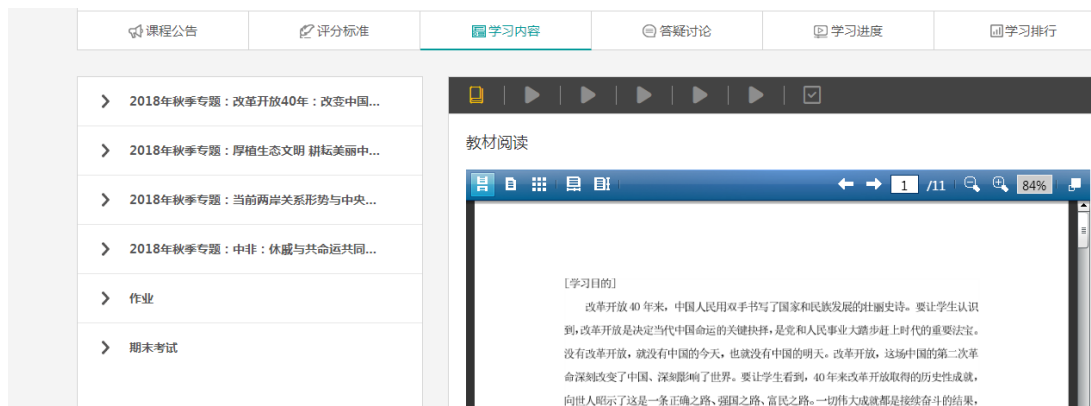 课程公告
评分标准
学习内容
答疑讨论
学习进度
学习排行
2018年秋季专题：改革开放40年：改变中国...
2018年秋季专题：厚植生态文明 耕耘美丽中...
2018年秋季专题：当前两岸关系形势与中央...
2018年秋季专题：中非：休戚与共命运共同...
作业
期末考试
教材阅读
1 /11 84%
[学习目的]
改革开放 40 年来，中国人民用双手书写了国家和民族发展的壮丽史诗。要让学生认识
到，改革开放是决定当代中国命运的关键抉择，是党和人民事业大踏步赶上时代的重要法宝。
没有改革开放，就没有中国的今天，也就没有中国的明天。改革开放，这场中国的第二次革
命深刻改变了中国、深刻影响了世界。要让学生看到，40 年来改革开放取得的历史性成就，
向世人昭示了这是一条正确之路、强国之路、富民之路。一切伟大成就都是接续奋斗的结果，